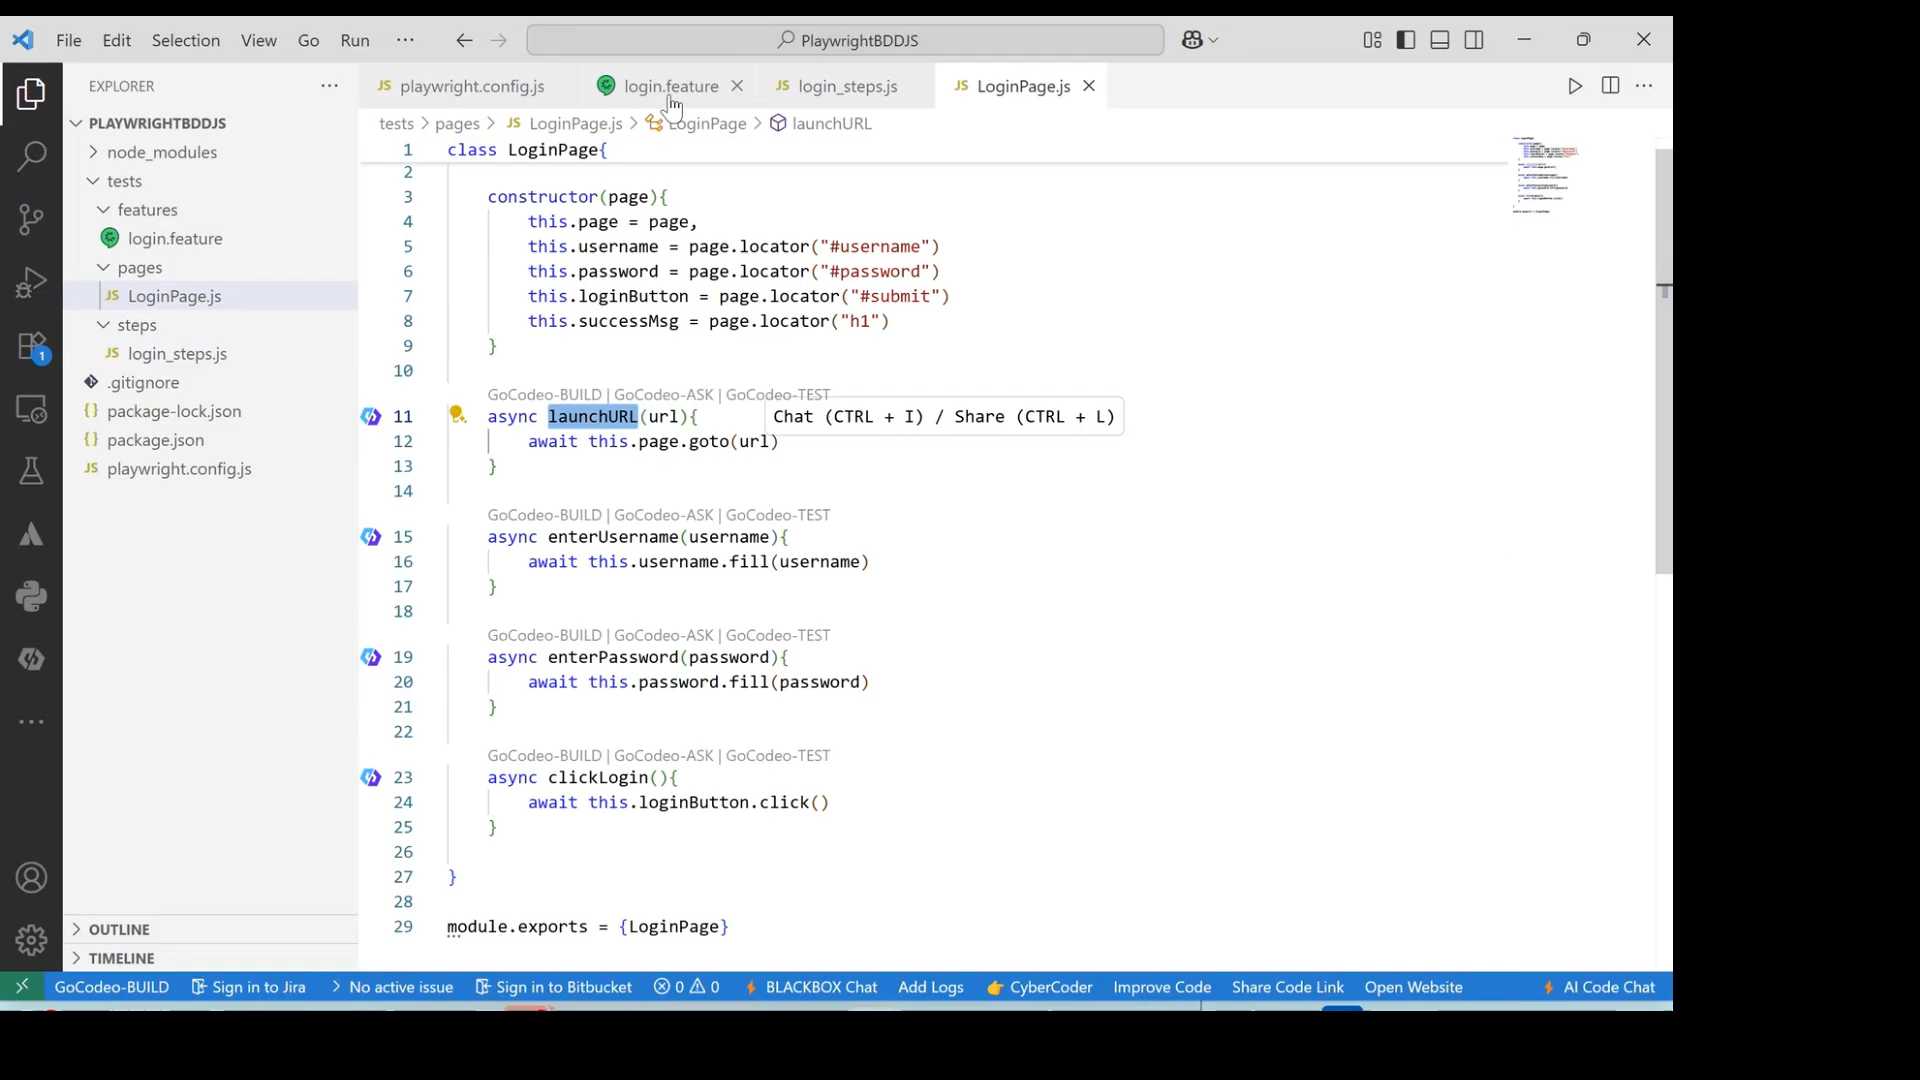 File Edit Selection View Go Run ··· PlaywrightBDDJS
EXPLORER
PLAYWRIGHTBDDJS
node_modules
tests
features
login.feature
pages
JS LoginPage.js
steps
JS login_steps.js
.gitignore
{} package-lock.json
{} package.json
JS playwright.config.js
OUTLINE
TIMELINE
1
JS playwright.config.js login.feature JS login_steps.js JS LoginPage.js
tests > pages > JS LoginPage.js > LoginPage > launchURL
1 class LoginPage{
2
3 constructor(page){
4 this.page = page,
5 this.username = page.locator("#username")
6 this.password = page.locator("#password")
7 this.loginButton = page.locator("#submit")
8 this.successMsg = page.locator("h1")
9 }
10
GoCodeo-BUILD | GoCodeo-ASK | GoCodeo-TEST
11 async launchURL(url){ Chat (CTRL + I) / Share (CTRL + L)
12 await this.page.goto(url)
13 }
14
GoCodeo-BUILD | GoCodeo-ASK | GoCodeo-TEST
15 async enterUsername(username){
16 await this.username.fill(username)
17 }
18
GoCodeo-BUILD | GoCodeo-ASK | GoCodeo-TEST
19 async enterPassword(password){
20 await this.password.fill(password)
21 }
22
GoCodeo-BUILD | GoCodeo-ASK | GoCodeo-TEST
23 async clickLogin(){
24 await this.loginButton.click()
25 }
26
27 }
28
29 module.exports = {LoginPage}
GoCodeo-BUILD Sign in to Jira No active issue Sign in to Bitbucket 0 0 BLACKBOX Chat Add Logs CyberCoder Improve Code Share Code Link Open Website AI Code Chat